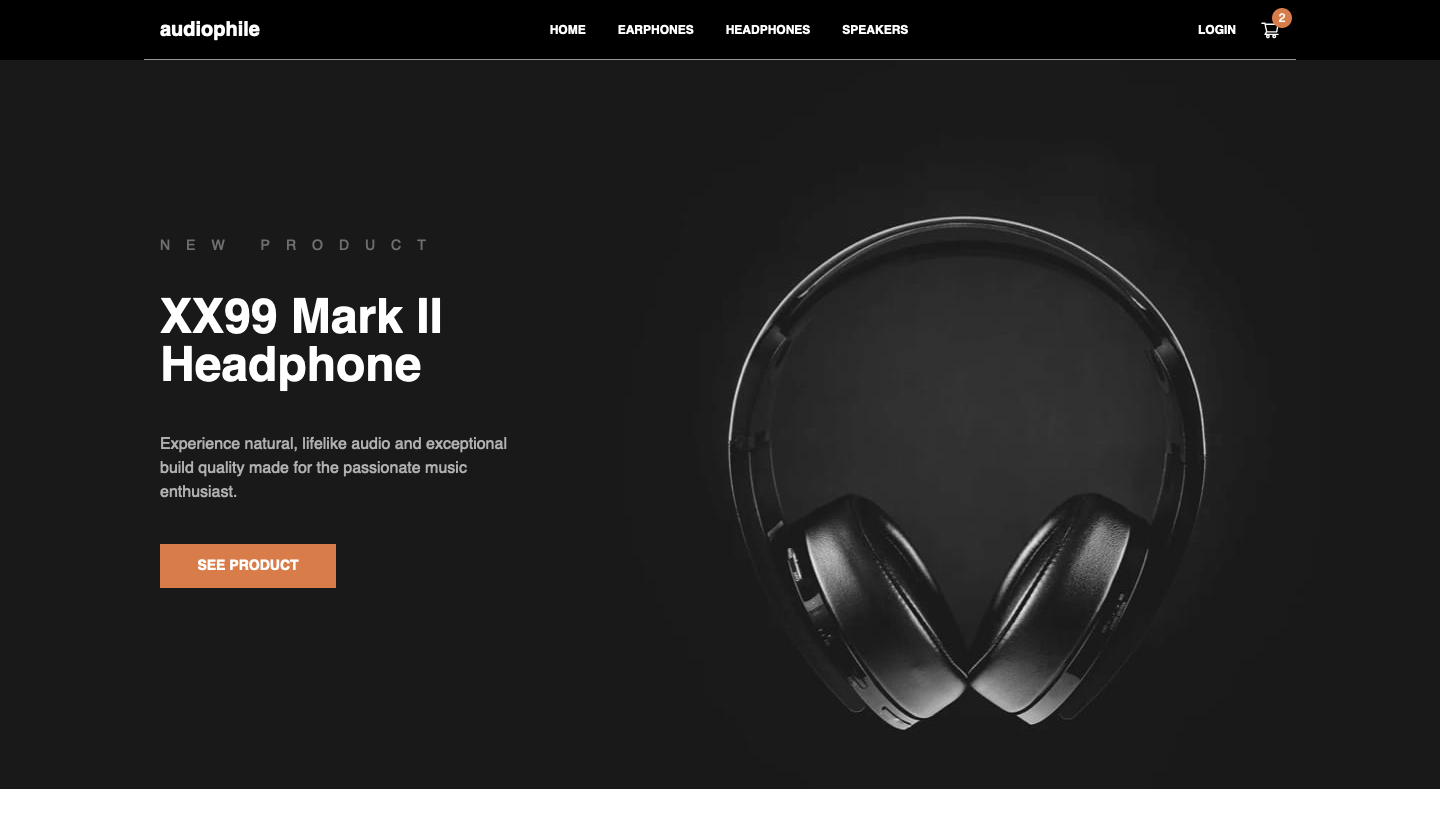 audiophile
HOME EARPHONES HEADPHONES SPEAKERS
LOGIN
2
NEW PRODUCT
XX99 Mark II
Headphone
Experience natural, lifelike audio and exceptional
build quality made for the passionate music
enthusiast.
SEE PRODUCT